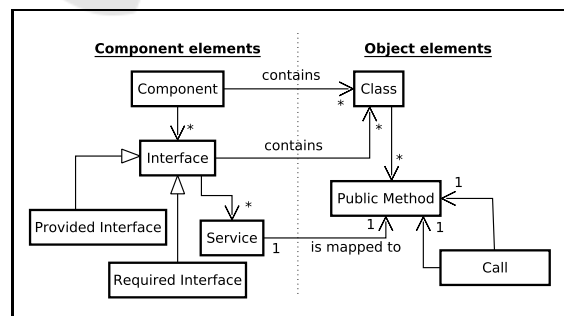 Component elements
Object elements
Component
contains
*
Class
*
*
Interface
contains
*
Provided Interface
*
Service
1
is mapped to
1
Public Method
1
1
Required Interface
Call